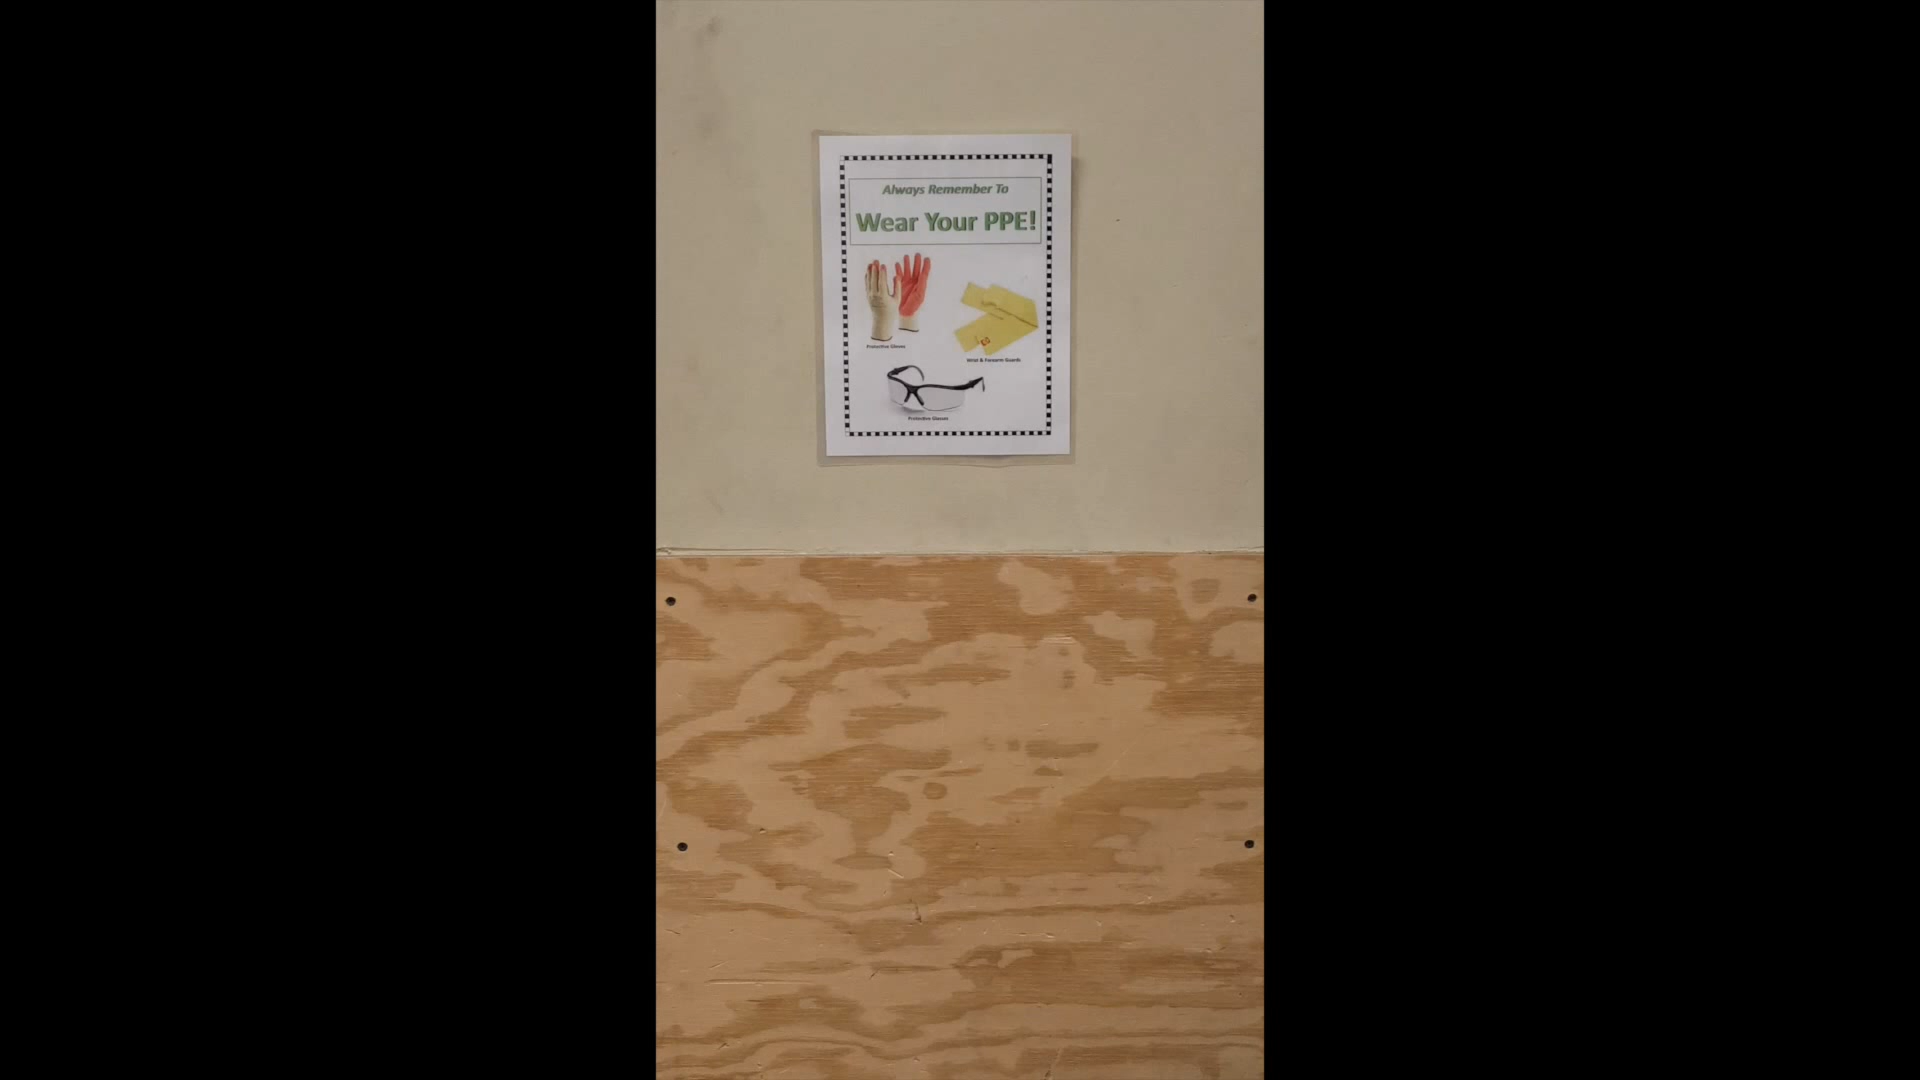 Always Remember To
Wear Your PPE!
Protective Gloves
Wrist & Forearm Guards
Protective Glasses